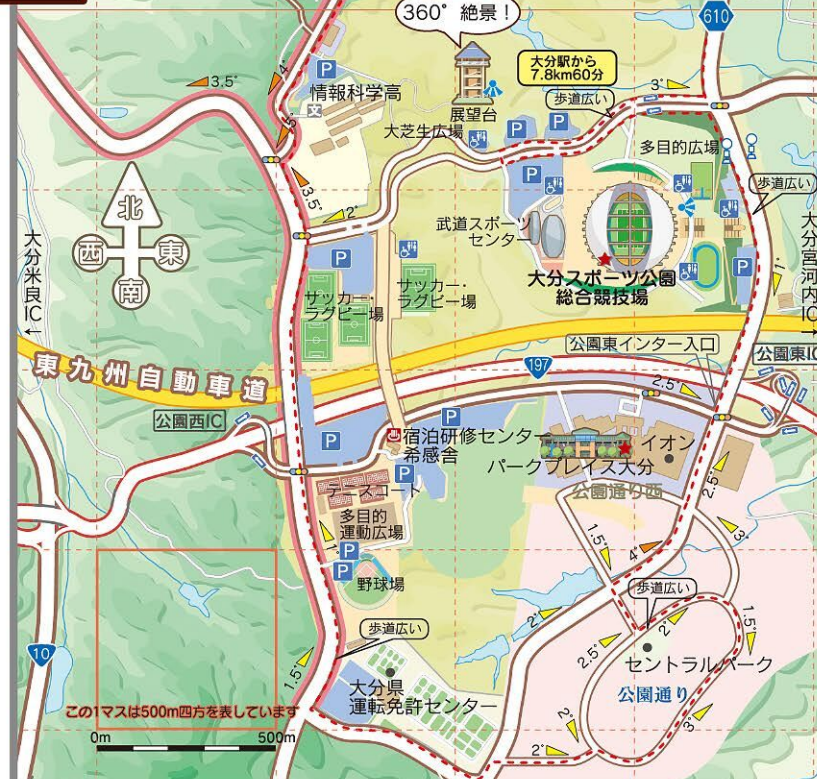 360°絶景！
610
大分駅から
7.8km60分
3°
歩道広い
展望台
大芝生広場
P
P
P
P
4°
情報科学高
文
3.5°
5°
3.5°
2°
多目的広場
歩道広い
北
西
東
南
大分米良IC
←
武道スポーツ
センター
大分スポーツ公園
総合競技場
P
P
P
サッカー・
ラグビー場
サッカー・
ラグビー場
1°
大分宮河内IC
→
東九州自動車道
公園東インター入口
公園東IC
197
2.5°
公園西IC
P
P
宿泊研修センター
希感舎
P
イオン
パークプレイス大分
公園通り西
テニスコート
多目的
運動広場
1°
P
P
野球場
1.5°
4°
2.5°
3°
歩道広い
歩道広い
2°
2°
2.5°
1.5°
セントラルパーク
公園通り
10
1.5°
大分県
運転免許センター
2°
3°
2°
この1マスは500m四方を表しています
0m
500m